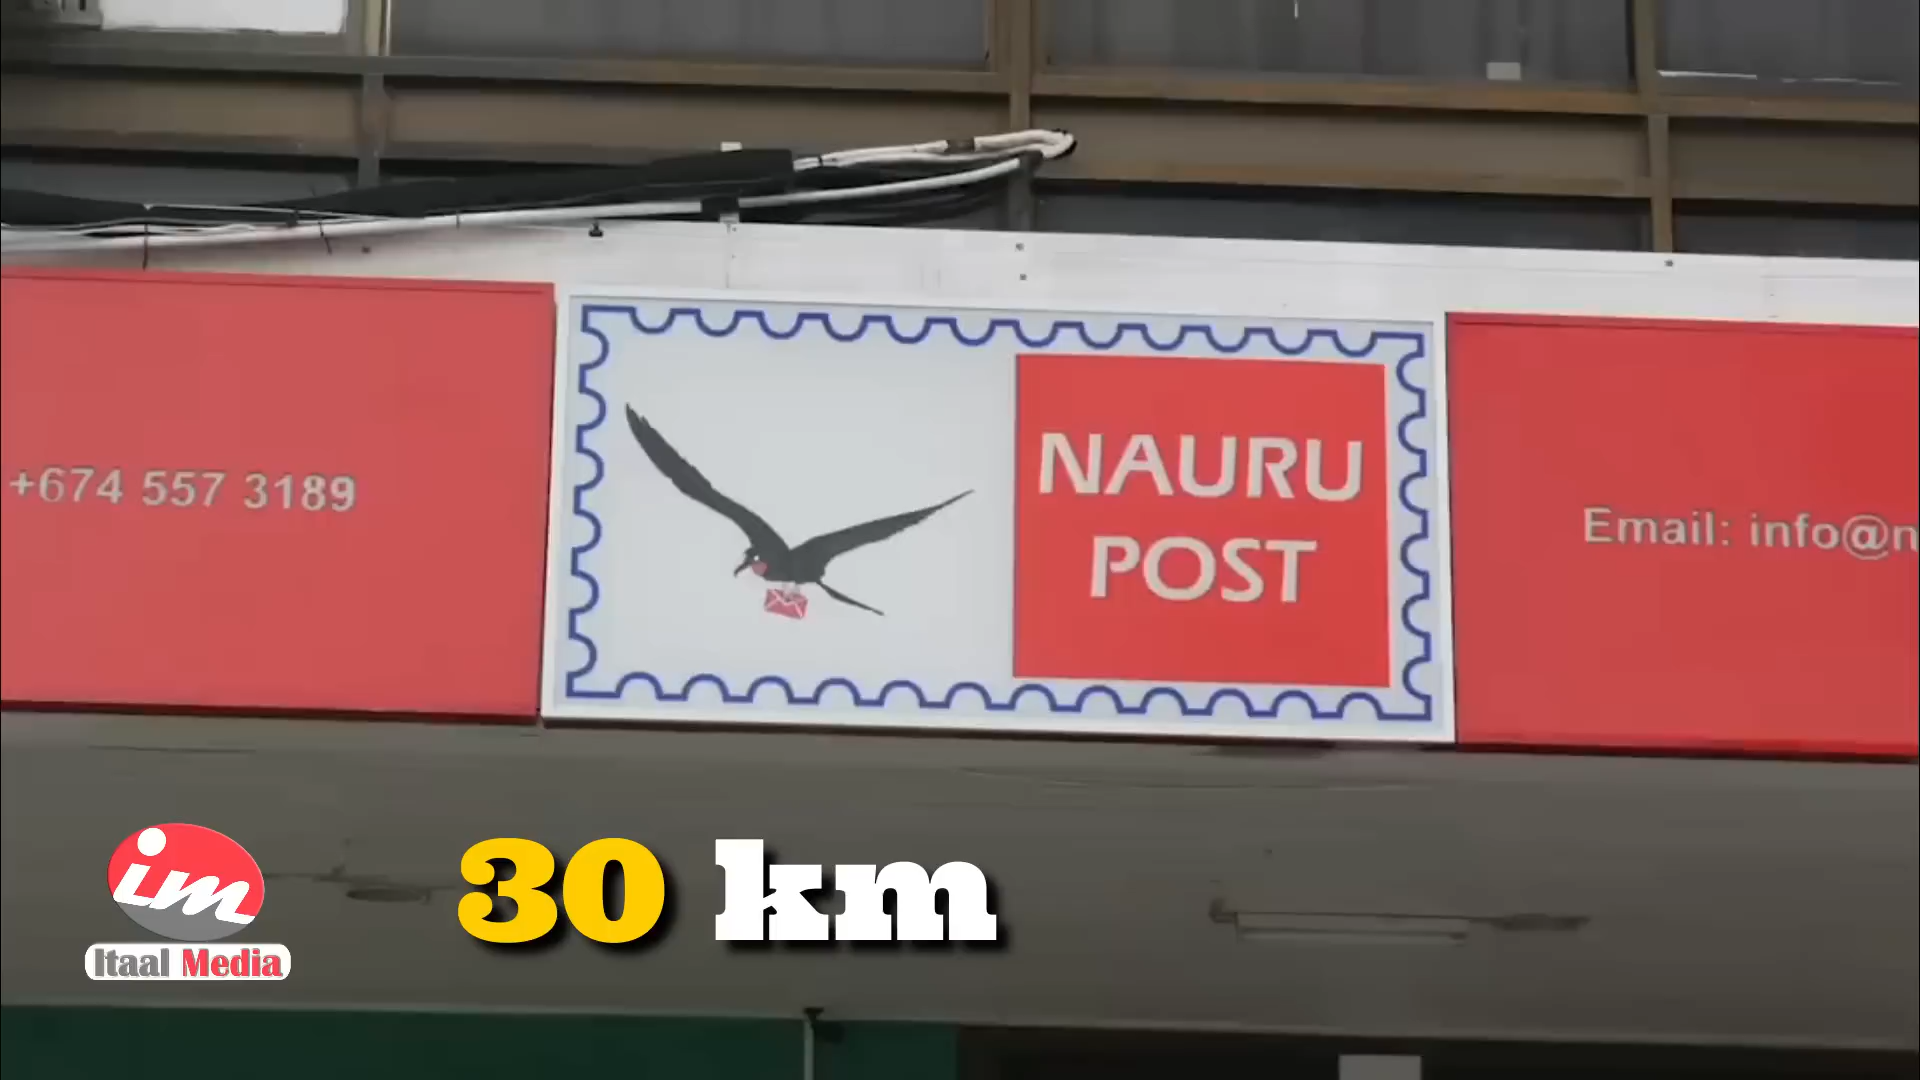 +674 557 3189
NAURU
POST
Email: info@n
im
Itaal Media
30 km